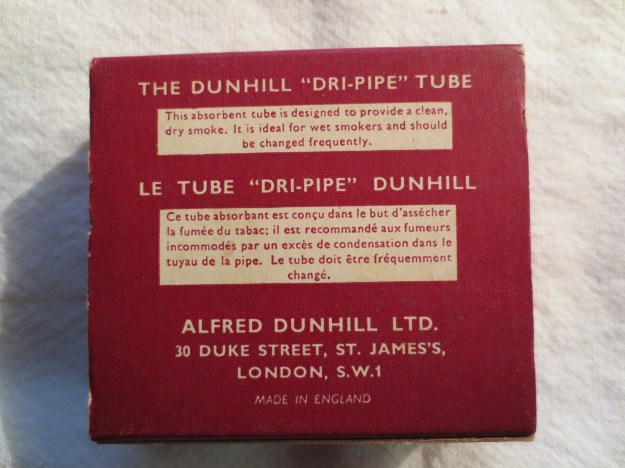 THE DUNHILL "DRI-PIPE" TUBE
This absorbent tube is designed to provide a clean,
dry smoke. It is ideal for wet smokers and should
be changed frequently.
LE TUBE "DRI-PIPE" DUNHILL
Ce tube absorbant est conçu dans le but d'assécher
la fumée du tabac; il est recommandé aux fumeurs
incommodés par un excès de condensation dans le
tuyau de la pipe. Le tube doit être fréquemment
changé.
ALFRED DUNHILL LTD.
30 DUKE STREET, ST. JAMES'S,
LONDON, S.W.1
MADE IN ENGLAND